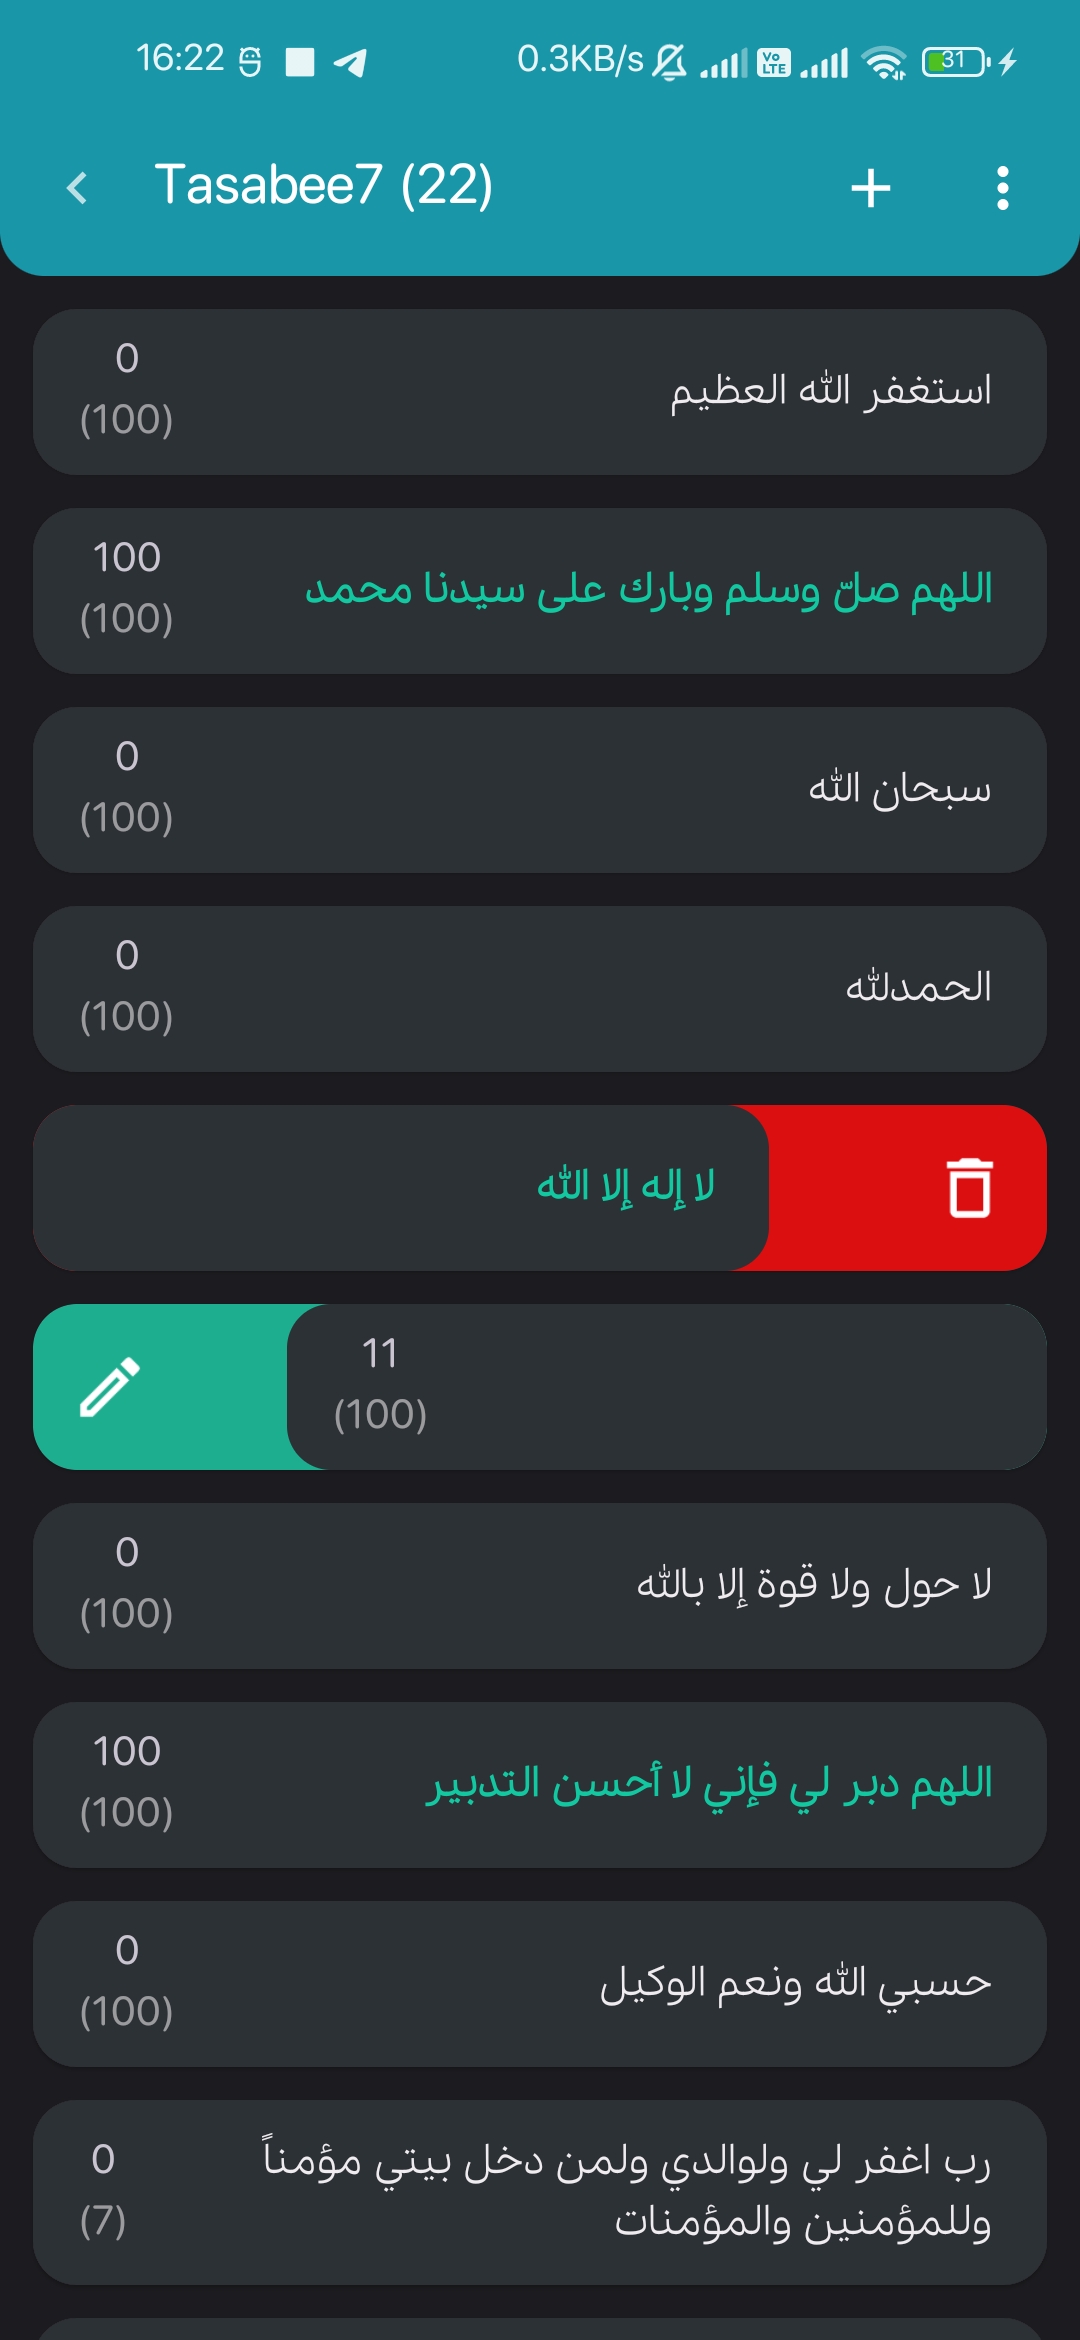 16:22 0.3KB/s Vo LTE 31
Tasabee7 (22)
استغفر الله العظيم
0
(100)
اللهم صلّ وسلم وبارك على سيدنا محمد
100
(100)
سبحان الله
0
(100)
الحمدلله
0
(100)
لا إله إلا الله
11
(100)
لا حول ولا قوة إلا بالله
0
(100)
اللهم دبر لي فإني لا أحسن التدبير
100
(100)
حسبي الله ونعم الوكيل
0
(100)
رب اغفر لي ولوالدي ولمن دخل بيتي مؤمناً
وللمؤمنين والمؤمنات
0
(7)